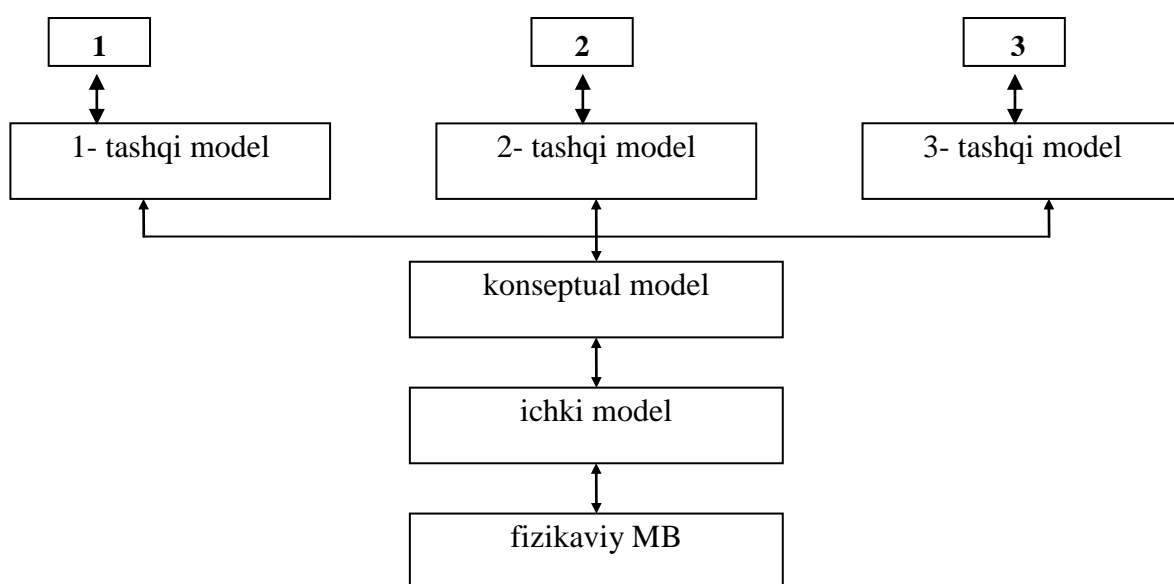 1
2
3
1- tashqi model
2- tashqi model
3- tashqi model
konseptual model
ichki model
fizikaviy MB